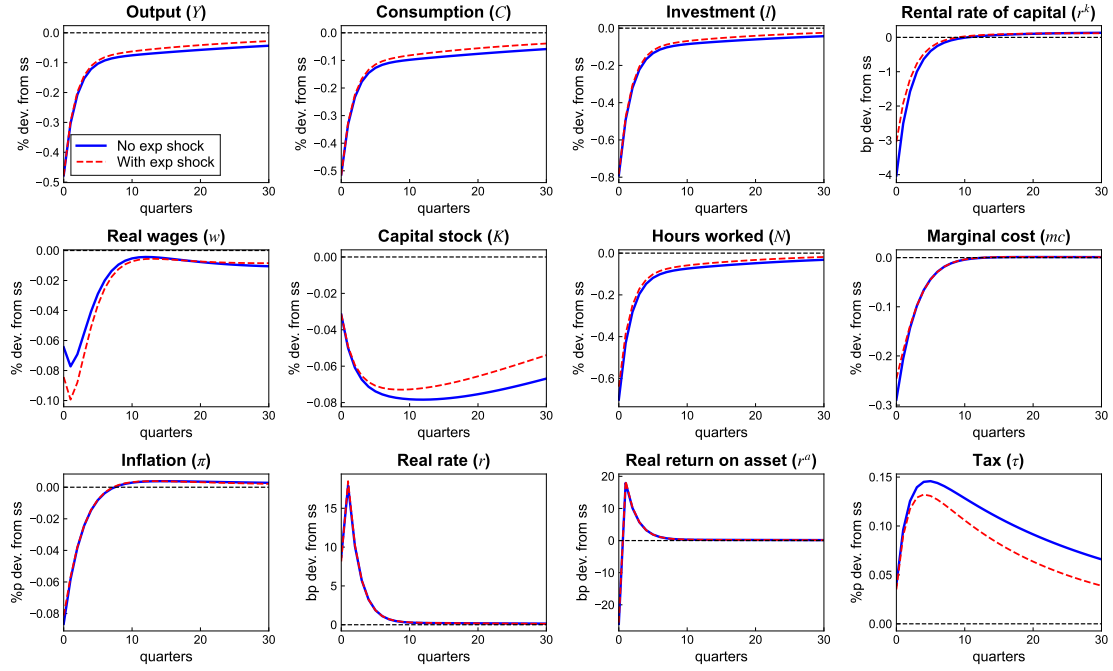 Output (Y)
% dev. from ss
0.0
−0.1
−0.2
−0.3
−0.4
−0.5
No exp shock
With exp shock
0 10 20 30
quarters
Consumption (C)
% dev. from ss
0.0
−0.1
−0.2
−0.3
−0.4
−0.5
0 10 20 30
quarters
Investment (I)
% dev. from ss
0.0
−0.2
−0.4
−0.6
−0.8
0 10 20 30
quarters
Rental rate of capital (r^k)
bp dev. from ss
0
−1
−2
−3
−4
0 10 20 30
quarters
Real wages (w)
% dev. from ss
0.00
−0.02
−0.04
−0.06
−0.08
−0.10
0 10 20 30
quarters
Capital stock (K)
% dev. from ss
0.00
−0.02
−0.04
−0.06
−0.08
0 10 20 30
quarters
Hours worked (N)
% dev. from ss
0.0
−0.2
−0.4
−0.6
0 10 20 30
quarters
Marginal cost (mc)
% dev. from ss
0.0
−0.1
−0.2
−0.3
0 10 20 30
quarters
Inflation (π)
%p dev. from ss
0.00
−0.02
−0.04
−0.06
−0.08
0 10 20 30
quarters
Real rate (r)
bp dev. from ss
15
10
5
0
0 10 20 30
quarters
Real return on asset (r^a)
bp dev. from ss
20
10
0
−10
−20
0 10 20 30
quarters
Tax (τ)
%p dev. from ss
0.15
0.10
0.05
0.00
0 10 20 30
quarters